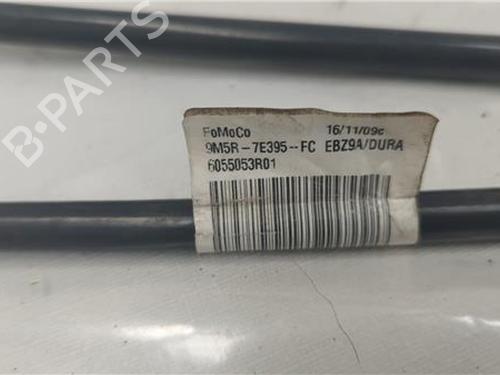 B-PARTS
FoMoCo 16/11/09c
9M5R-7E395--FC EBZ9A/DURA
6055053R01